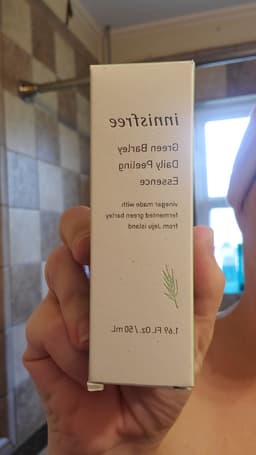 innisfree
Green Barley
Daily Peeling
Essence
vinegar made with
fermented green barley
from Jeju island
1.69 FL.Oz. / 50 mL